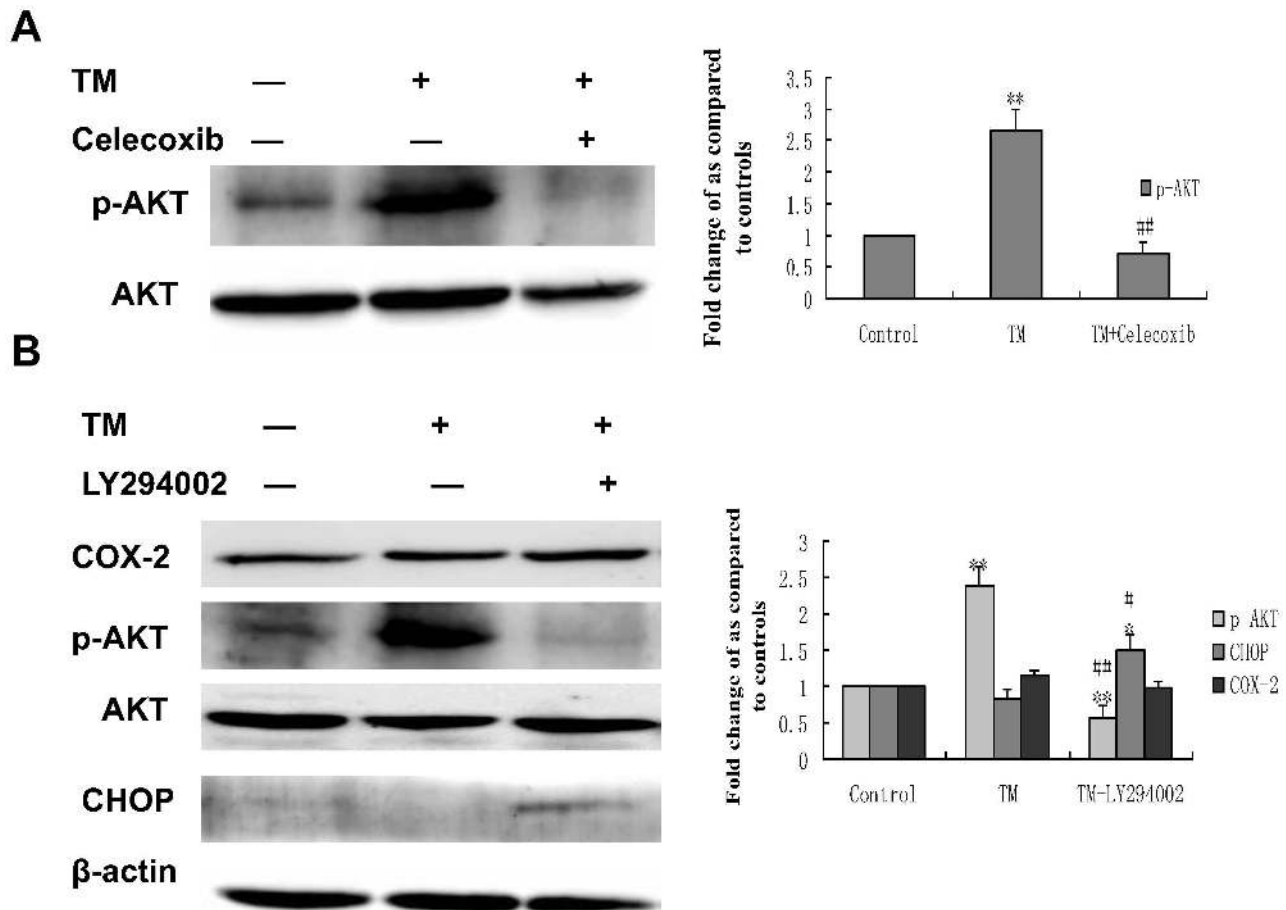 A
TM — + +
Celecoxib — — +
p-AKT
AKT
Fold change of as compared
to controls
3.5
3
2.5
2
1.5
1
0.5
0
**
##
Control TM TM+Celecoxib
p-AKT
B
TM — + +
LY294002 — — +
COX-2
p-AKT
AKT
CHOP
β-actin
Fold change of as compared
to controls
3
2.5
2
1.5
1
0.5
0
**
##
**
#
*
Control TM TM-LY294002
p AKT
CHOP
COX-2